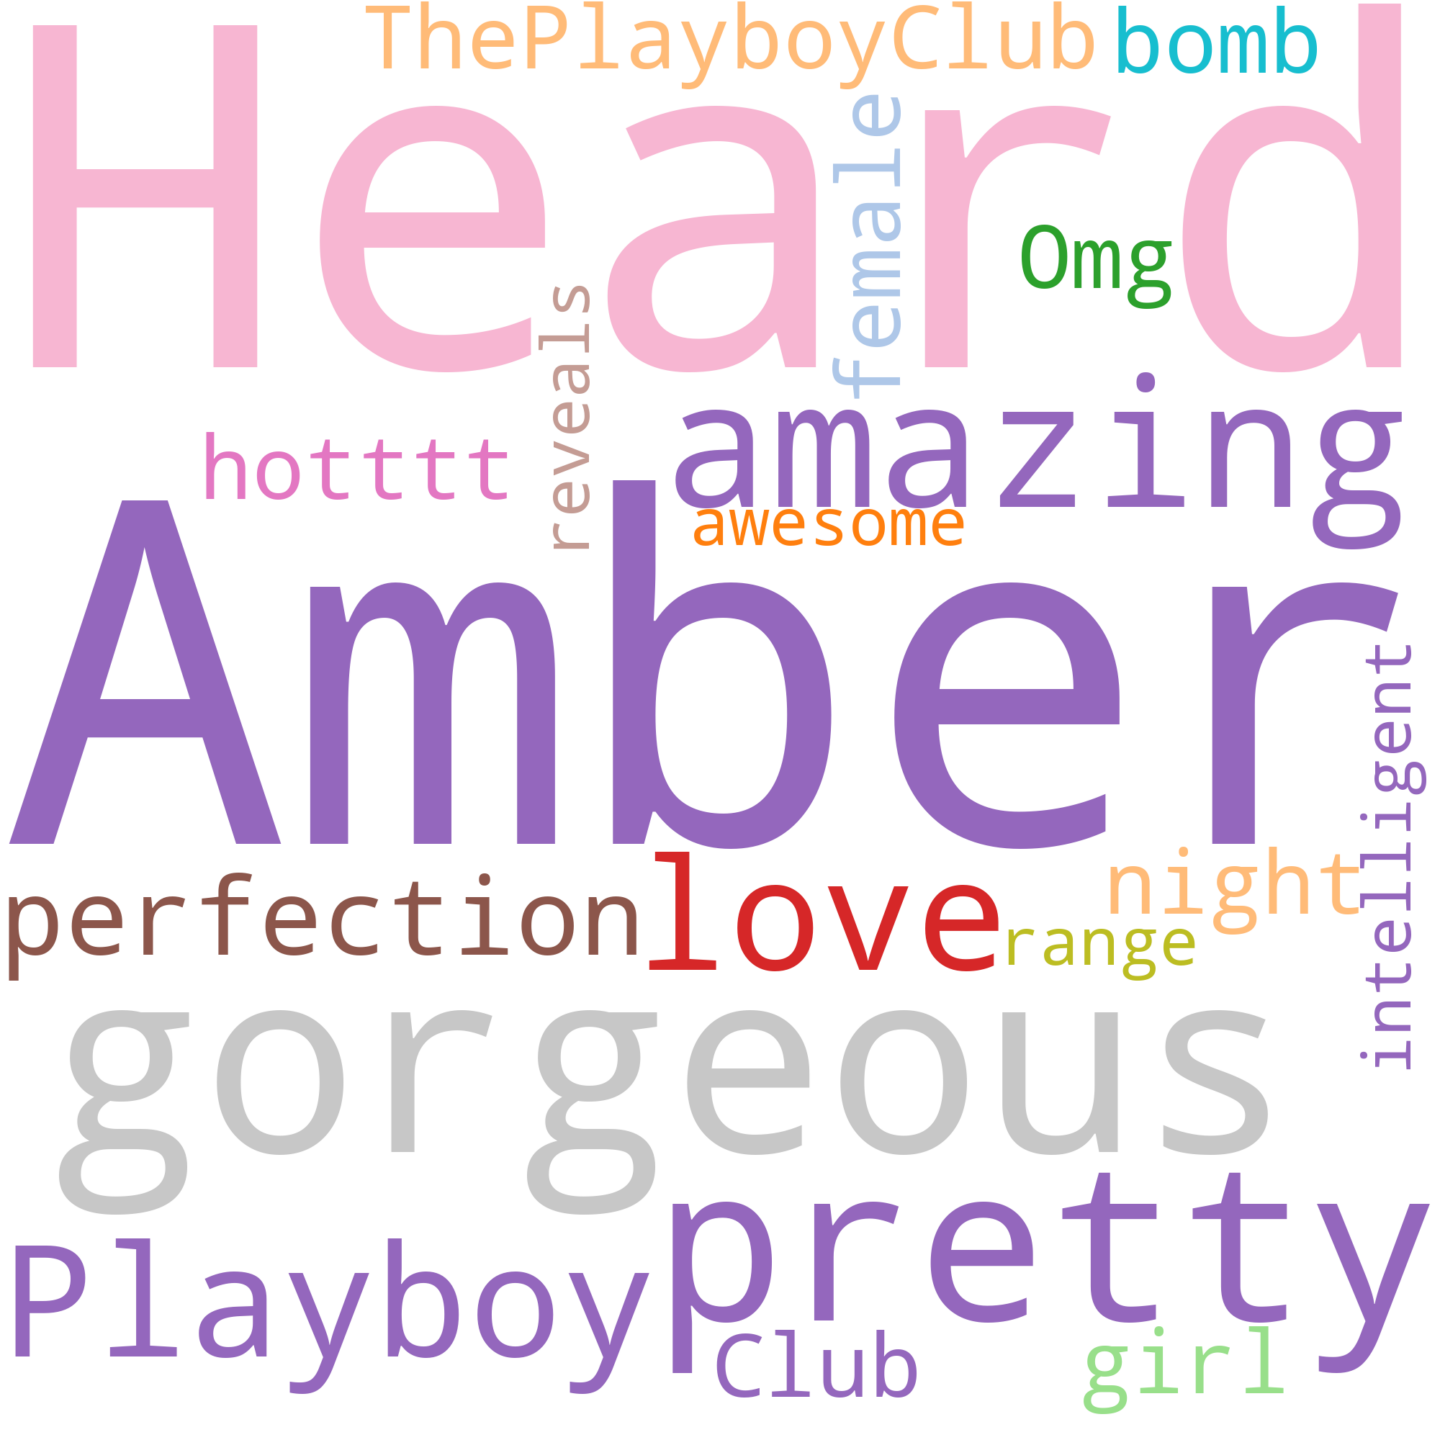 ThePlayboyClub bomb
Heard
female
Omg
reveals
amazing
hotttt
awesome
Amber
intelligent
perfection love night
range
gorgeous
pretty
Playboy
Club girl